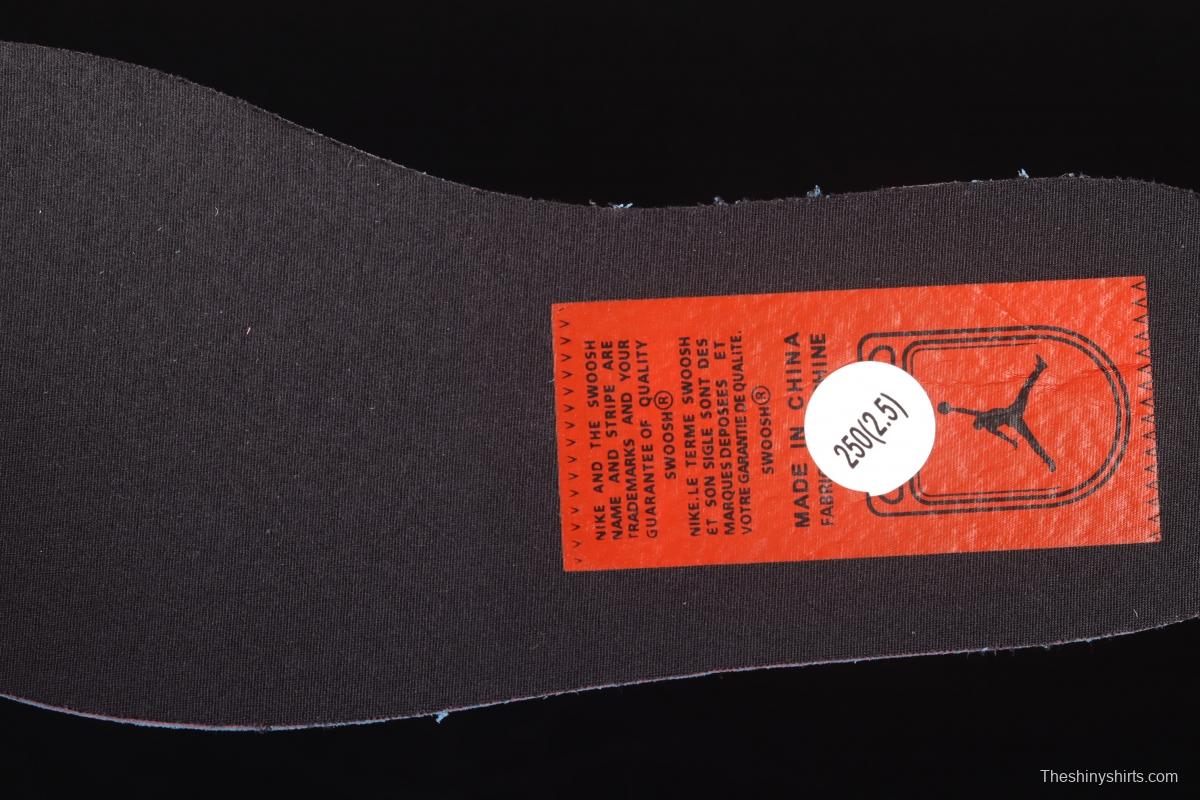 NIKE AND THE SWOOSH
NAME AND STRIPE ARE
TRADEMARKS AND YOUR
GUARANTEE OF QUALITY
SWOOSH®
NIKE.LE TERME SWOOSH
ET SON SIGLE SONT DES
MARQUES DEPOSEES ET
VOTRE GARANTIE DE QUALITE.
SWOOSH®
MADE IN CHINA
250(2.5)
Theshinyshirts.com